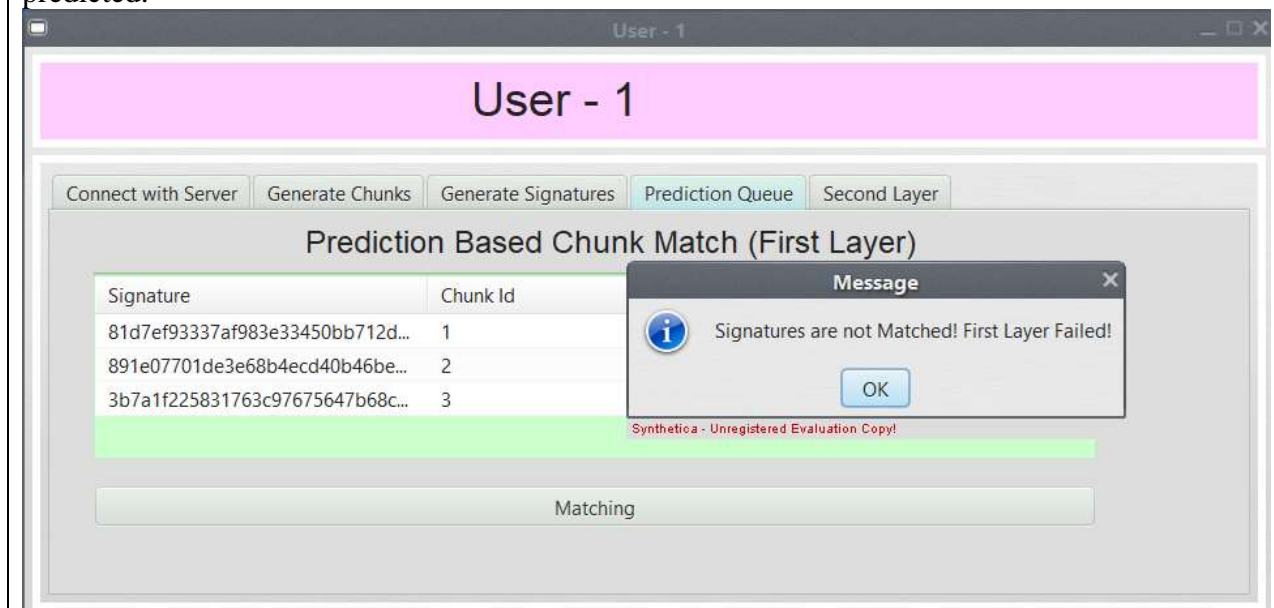 predicted.
User - 1
User - 1
Connect with Server Generate Chunks Generate Signatures Prediction Queue Second Layer
Prediction Based Chunk Match (First Layer)
Message
Signature Chunk Id
Signatures are not Matched! First Layer Failed!
81d7ef93337af983e33450bb712d... 1
891e07701de3e68b4ecd40b46be... 2
OK
3b7a1f225831763c97675647b68c... 3
Synthetica - Unregistered Evaluation Copy!
Matching